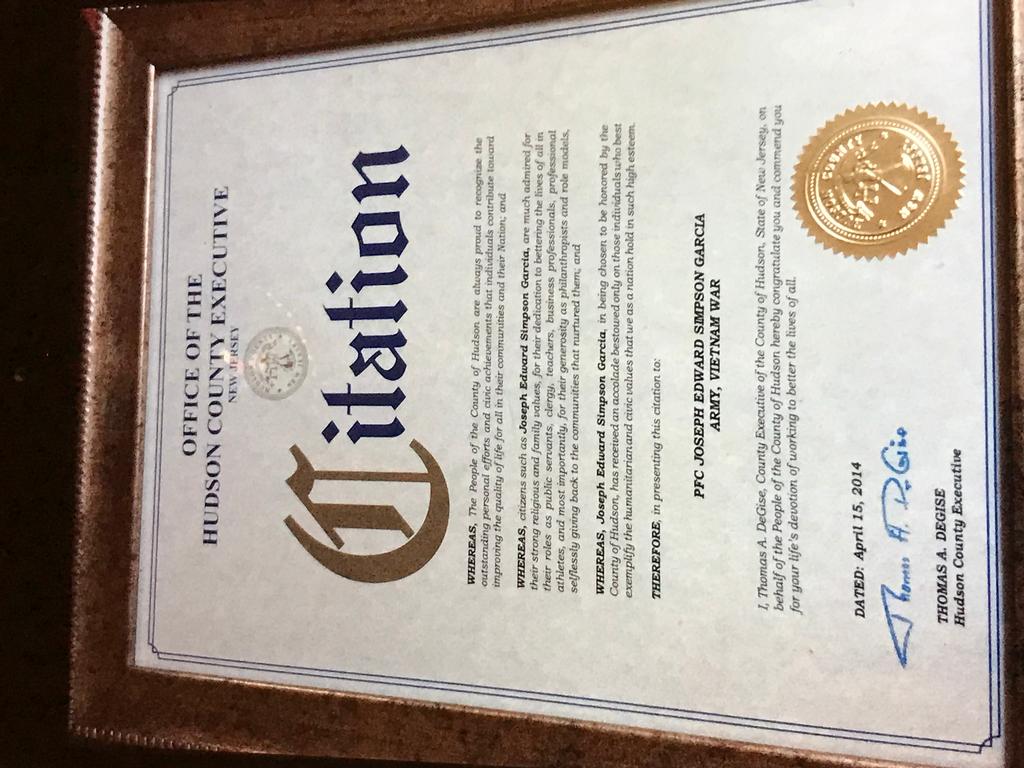 OFFICE OF THE
HUDSON COUNTY EXECUTIVE
NEW JERSEY
Citation
WHEREAS, The People of the County of Hudson are always proud to recognize the
outstanding personal efforts and civic achievements that individuals contribute toward
improving the quality of life for all in their communities and their Nation; and
WHEREAS, citizens such as Joseph Edward Simpson Garcia, are much admired for
their strong religious and family values, for their dedication to bettering the lives of all in
their roles as public servants, clergy, teachers, business professionals, professional
athletes, and most importantly, for their generosity as philanthropists and role models,
selflessly giving back to the communities that nurtured them; and
WHEREAS, Joseph Edward Simpson Garcia, in being chosen to be honored by the
County of Hudson, has received an accolade bestowed only on those individuals who best
exemplify the humanitarian and civic values that we as a nation hold in such high esteem.
THEREFORE, in presenting this citation to:
PFC JOSEPH EDWARD SIMPSON GARCIA
ARMY, VIETNAM WAR
I, Thomas A. DeGise, County Executive of the County of Hudson, State of New Jersey, on
behalf of the People of the County of Hudson hereby congratulate you and commend you
for your life's devotion of working to better the lives of all.
DATED: April 15, 2014
Thomas A. DeGise
THOMAS A. DEGISE
Hudson County Executive
HUDSON COUNTY NEW JERSEY